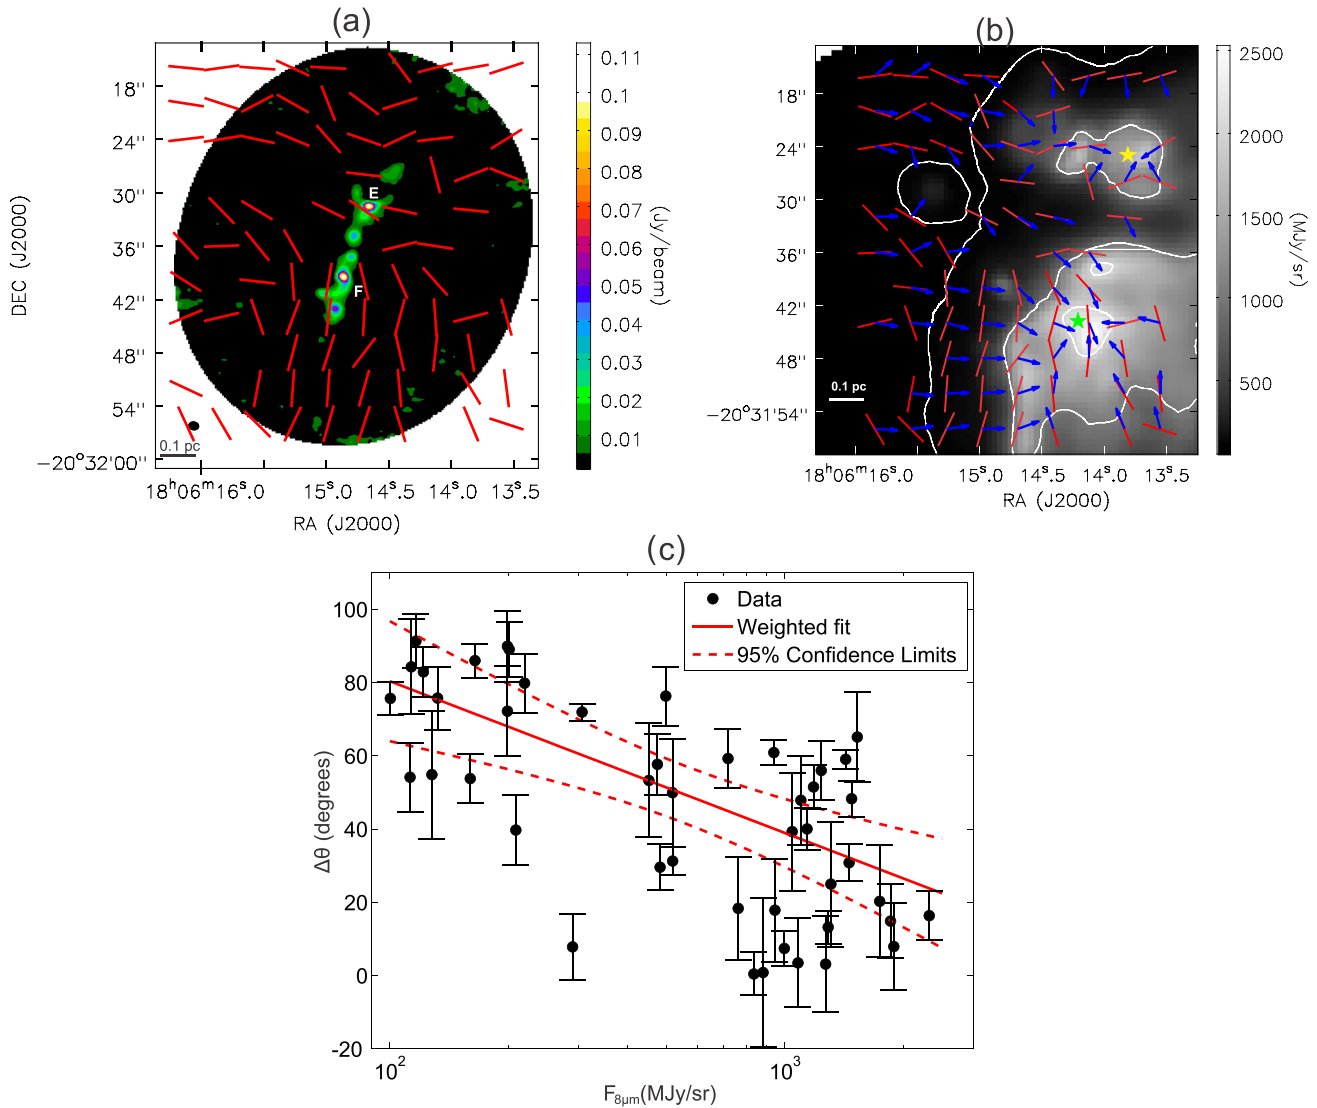 (a)
DEC (J2000)
18''
24''
30''
36''
42''
48''
54''
−20°32'00''
E
F
0.1 pc
18ʰ06ᵐ16ˢ.0
15ˢ.0
14ˢ.5
14ˢ.0
13ˢ.5
RA (J2000)
0.11
0.1
0.09
0.08
0.07
0.06
0.05
0.04
0.03
0.02
0.01
(Jy/beam)
(b)
18''
24''
30''
36''
42''
48''
−20°31'54''
0.1 pc
18ʰ06ᵐ16ˢ.0
15ˢ.0
14ˢ.5
14ˢ.0
13ˢ.5
RA (J2000)
2500
2000
1500
1000
500
(MJy/sr)
(c)
Δθ (degrees)
100
80
60
40
20
0
-20
Data
Weighted fit
95% Confidence Limits
10²
10³
F₈μm(MJy/sr)